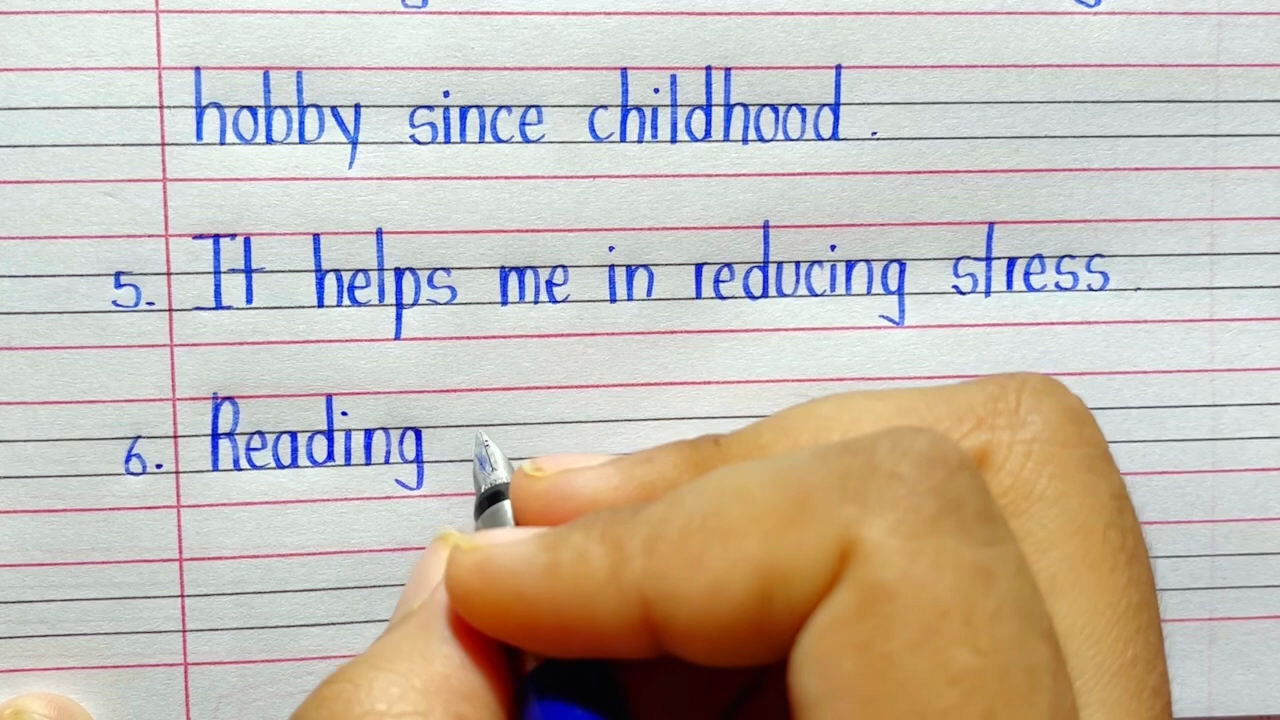 hobby since childhood.
5. It helps me in reducing stress.
6. Reading